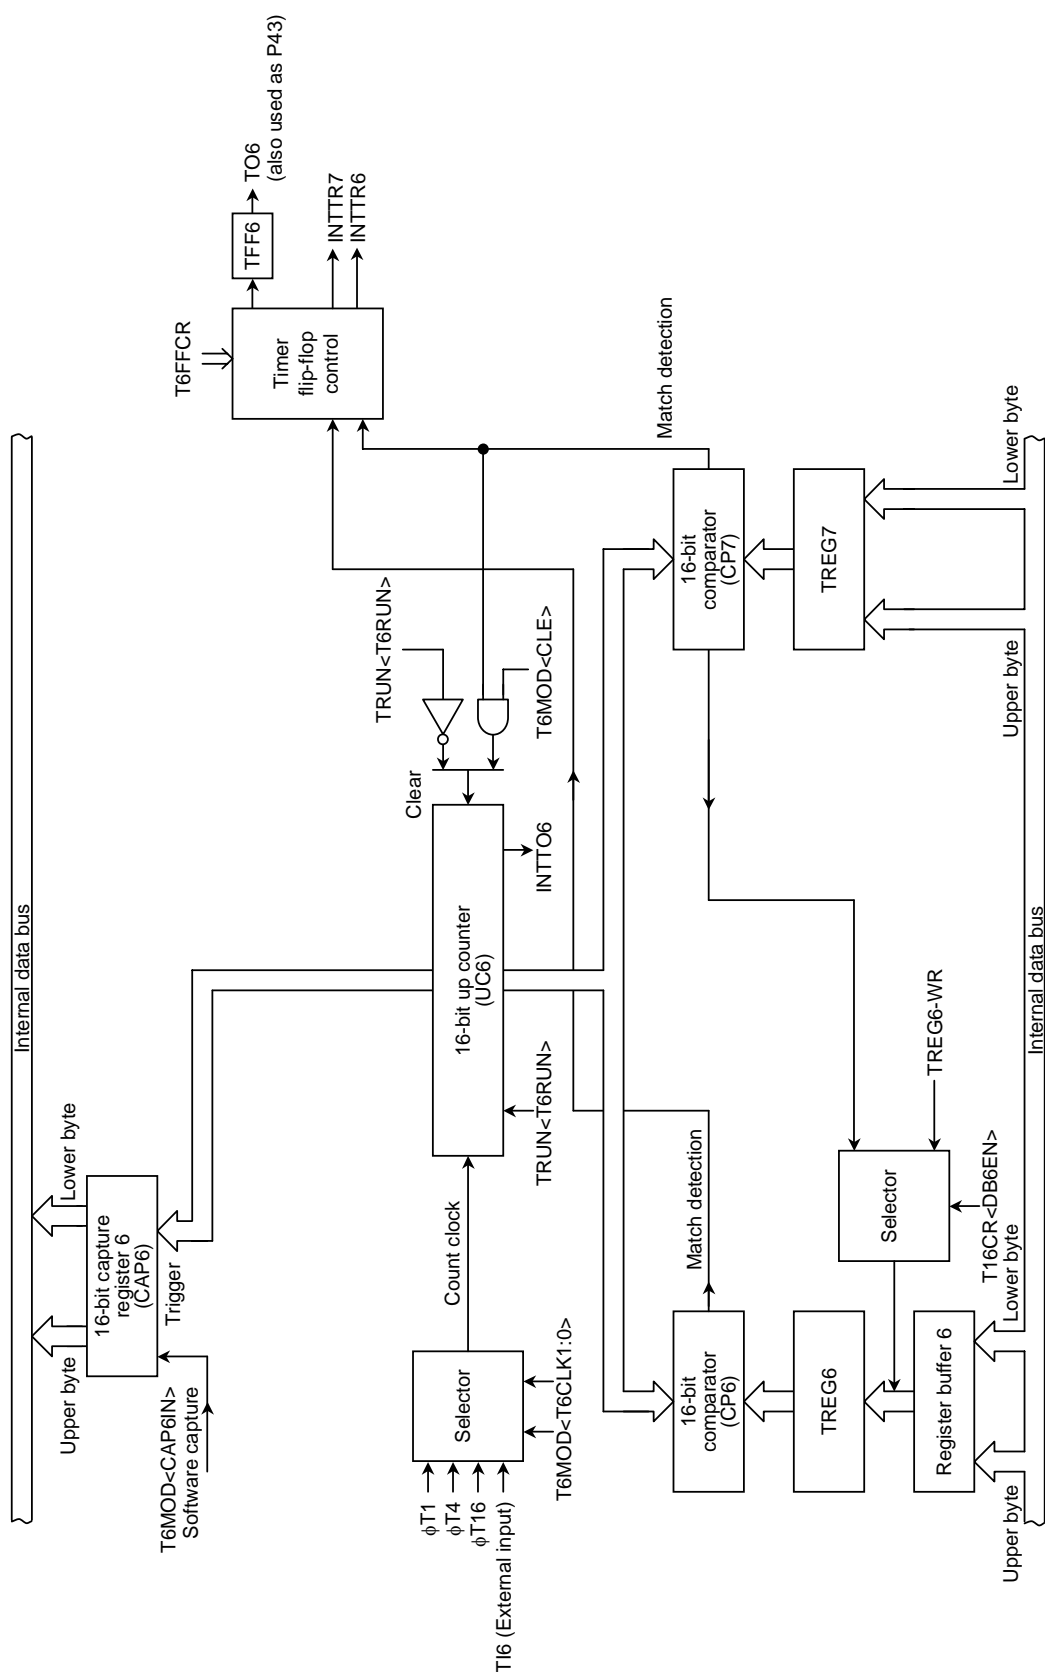 Internal data bus
Upper byte
Lower byte
16-bit capture
register 6
(CAP6)
Trigger
T6MOD<CAP6IN>
Software capture
T6FFCR
TFF6
TO6
(also used as P43)
Timer
flip-flop
control
INTTR7
INTTR6
TRUN<T6RUN>
Clear
T6MOD<CLE>
ϕT1
ϕT4
ϕT16
TI6 (External input)
Selector
T6MOD<T6CLK1:0>
Count clock
16-bit up counter
(UC6)
TRUN<T6RUN>
INTTO6
Match detection
Match detection
16-bit
comparator
(CP6)
16-bit
comparator
(CP7)
TREG6
TREG7
Selector
TREG6-WR
T16CR<DB6EN>
Register buffer 6
Upper byte
Lower byte
Upper byte
Lower byte
Internal data bus